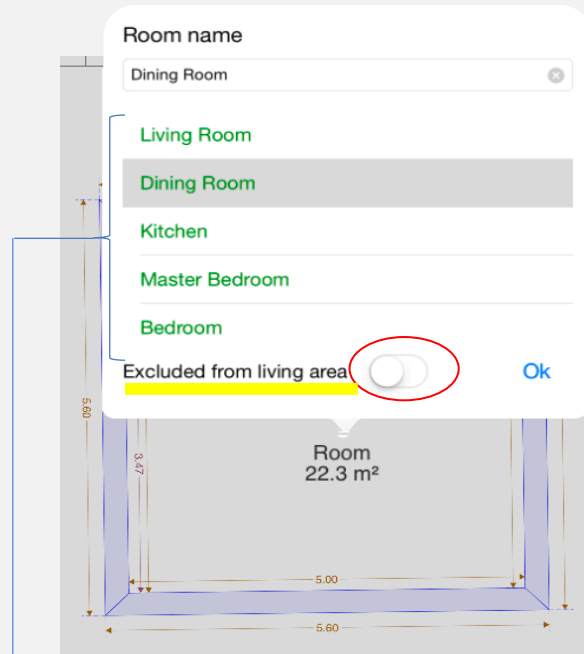 Room name
Dining Room
Living Room
Dining Room
Kitchen
Master Bedroom
Bedroom
Excluded from living area
Ok
5.60
3.47
Room
22.3 m²
5.00
5.60